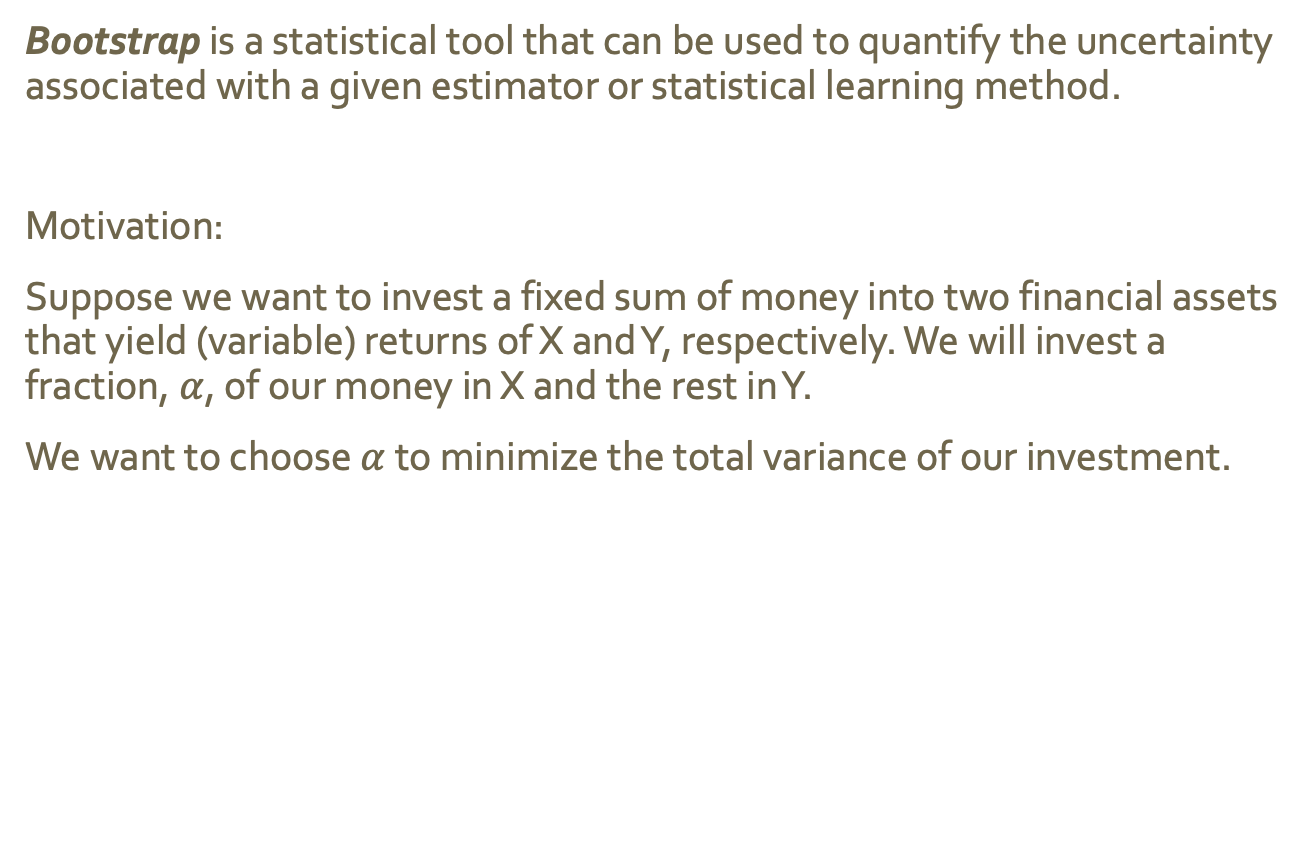 Bootstrap is a statistical tool that can be used to quantify the uncertainty
associated with a given estimator or statistical learning method.
Motivation:
Suppose we want to invest a fixed sum of money into two financial assets
that yield (variable) returns of X and Y, respectively. We will invest a
fraction, α, of our money in X and the rest in Y.
We want to choose α to minimize the total variance of our investment.